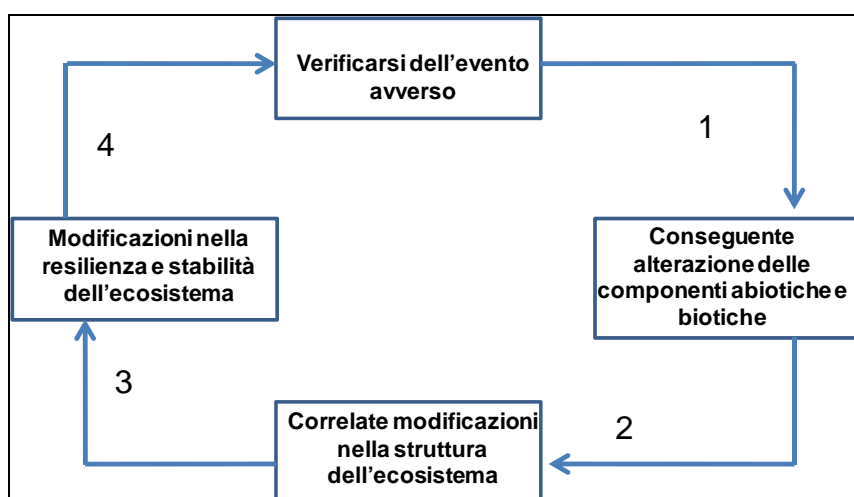 Verificarsi dell'evento
avverso
1
Conseguente
alterazione delle
componenti abiotiche e
biotiche
2
Correlate modificazioni
nella struttura
dell'ecosistema
3
Modificazioni nella
resilienza e stabilità
dell'ecosistema
4